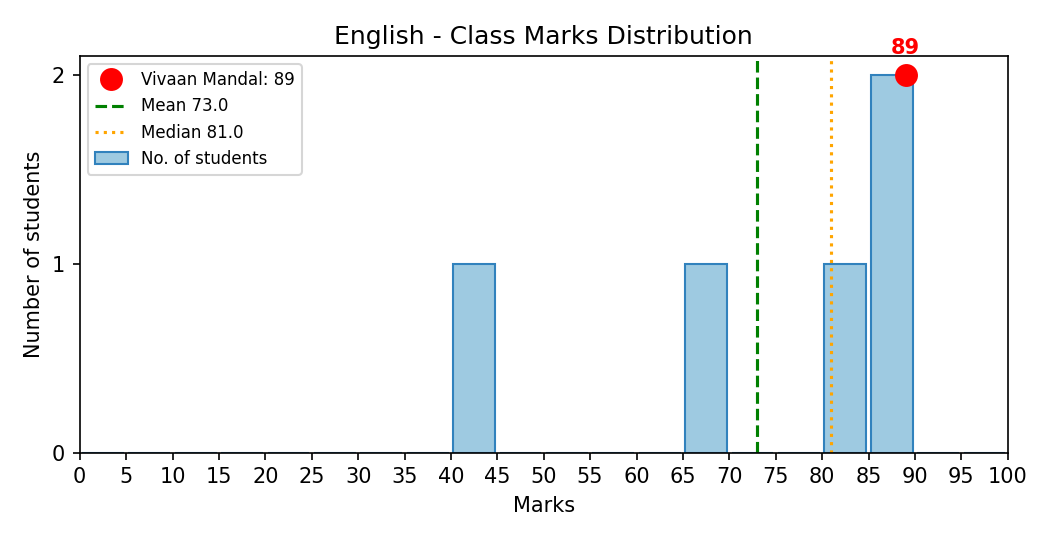 English - Class Marks Distribution
89
Vivaan Mandal: 89
Mean 73.0
Median 81.0
No. of students
Number of students
2
1
0
0 5 10 15 20 25 30 35 40 45 50 55 60 65 70 75 80 85 90 95 100
Marks